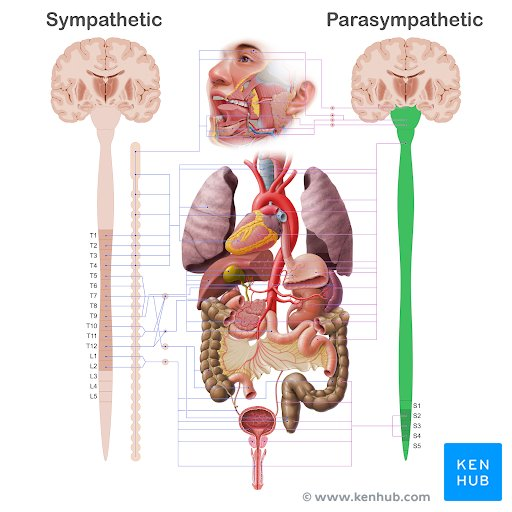 Sympathetic
Parasympathetic
T1
T2
T3
T4
T5
T6
T7
T8
T9
T10
T11
T12
L1
L2
L3
L4
L5
S1
S2
S3
S4
S5
KEN
HUB
© www.kenhub.com